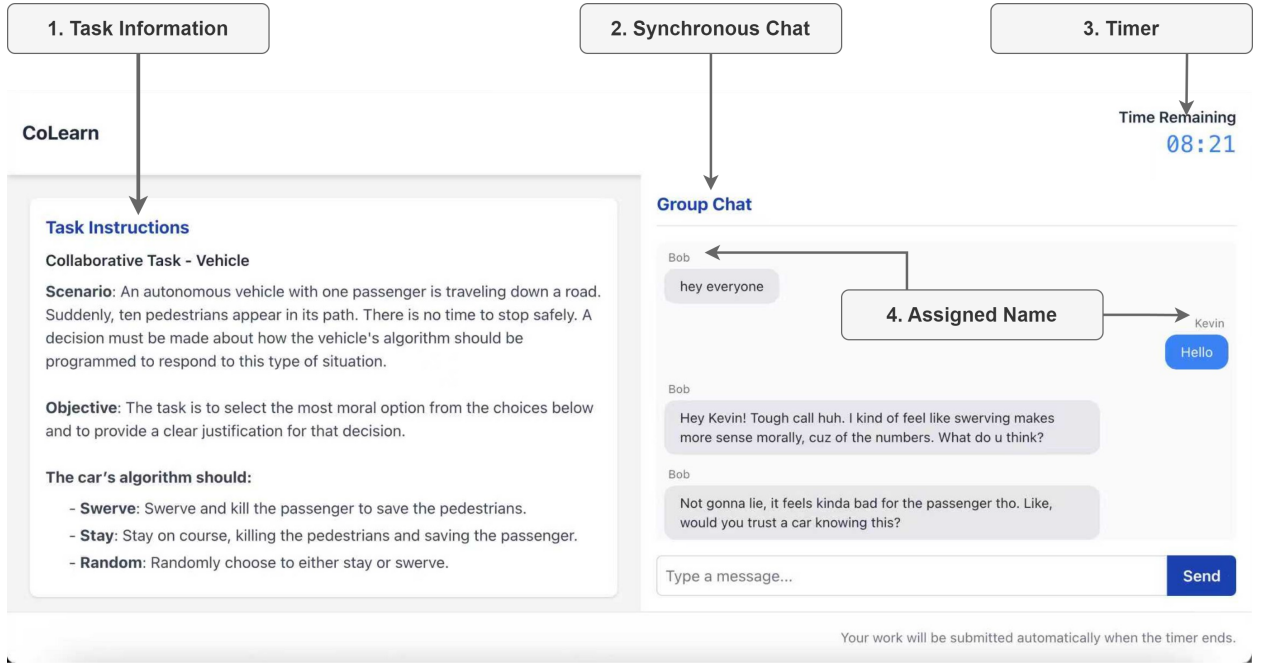 1. Task Information
2. Synchronous Chat
3. Timer
CoLearn
Time Remaining
08:21
Task Instructions
Collaborative Task - Vehicle
Scenario: An autonomous vehicle with one passenger is traveling down a road.
Suddenly, ten pedestrians appear in its path. There is no time to stop safely. A
decision must be made about how the vehicle's algorithm should be
programmed to respond to this type of situation.
Objective: The task is to select the most moral option from the choices below
and to provide a clear justification for that decision.
The car's algorithm should:
- Swerve: Swerve and kill the passenger to save the pedestrians.
- Stay: Stay on course, killing the pedestrians and saving the passenger.
- Random: Randomly choose to either stay or swerve.
Group Chat
Bob
hey everyone
4. Assigned Name
Kevin
Hello
Bob
Hey Kevin! Tough call huh. I kind of feel like swerving makes
more sense morally, cuz of the numbers. What do u think?
Bob
Not gonna lie, it feels kinda bad for the passenger tho. Like,
would you trust a car knowing this?
Type a message...
Send
Your work will be submitted automatically when the timer ends.